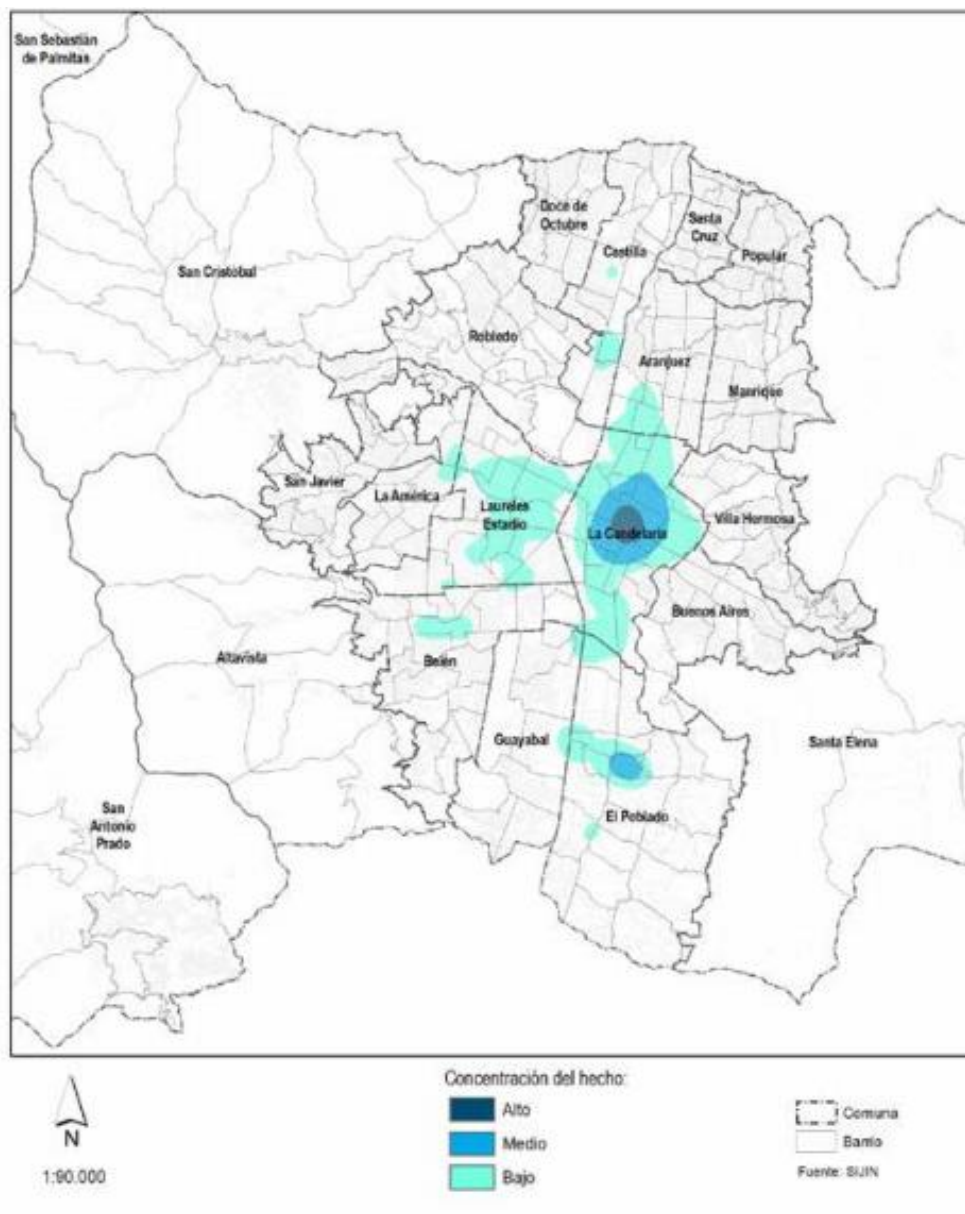 San Sebastián
de Palmitas
Doce de
Octubre
Santa
Cruz
Castilla
Popular
San Cristóbal
Robledo
Aranjuez
Manrique
San Javier
La América
Laureles
Estadio
La Candelaria
Villa Hermosa
Buenos Aires
Altavista
Belén
Guayabal
Santa Elena
San
Antonio
Prado
El Poblado
N
1:90.000
Concentración del hecho:
Alto
Medio
Bajo
Comuna
Barrio
Fuente: SIJIN